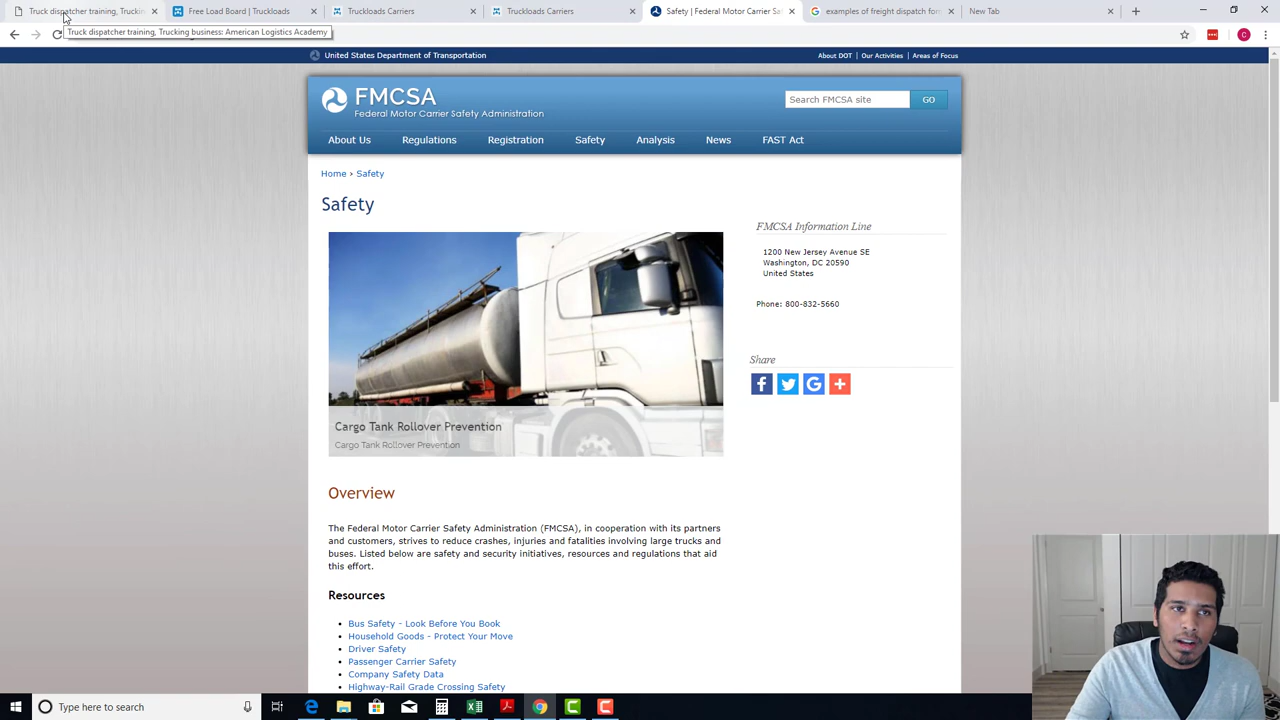 Truck dispatcher training, Truckin
Free Load Board | Truckloads
Truckloads Carriers
Truckloads Carriers
Safety | Federal Motor Carrier Sa
examples of freight dispatch for
New Tab
Truck dispatcher training, Trucking business: American Logistics Academy
United States Department of Transportation
About DOT | Our Activities | Areas of Focus
FMCSA
Federal Motor Carrier Safety Administration
Search FMCSA site
GO
About Us
Regulations
Registration
Safety
Analysis
News
FAST Act
Home › Safety
Safety
FMCSA Information Line
1200 New Jersey Avenue SE
Washington, DC 20590
United States
Phone: 800-832-5660
Share
Cargo Tank Rollover Prevention
Cargo Tank Rollover Prevention
Overview
The Federal Motor Carrier Safety Administration (FMCSA), in cooperation with its partners
and customers, strives to reduce crashes, injuries and fatalities involving large trucks and
buses. Listed below are safety and security initiatives, resources and regulations that aid
this effort.
Resources
Bus Safety - Look Before You Book
Household Goods - Protect Your Move
Driver Safety
Passenger Carrier Safety
Company Safety Data
Highway-Rail Grade Crossing Safety
Type here to search